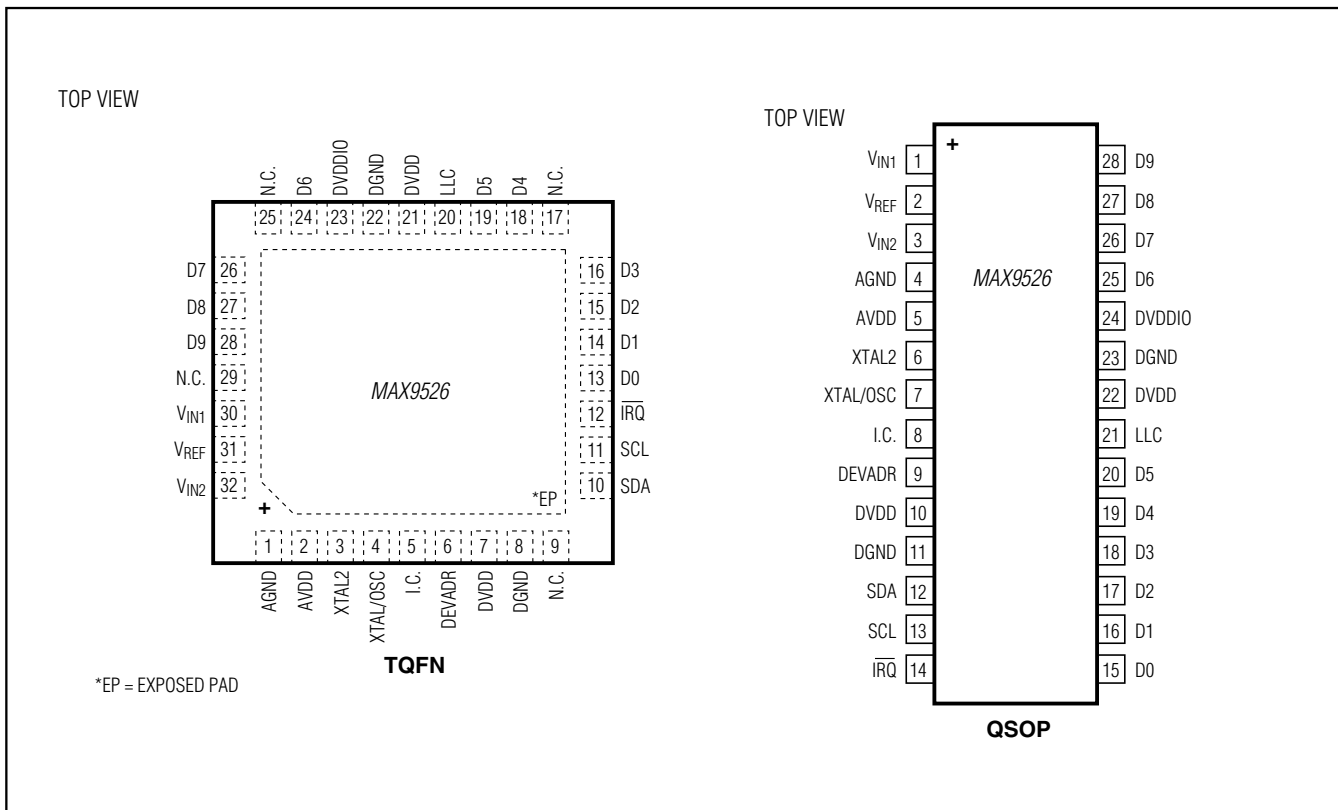 TOP VIEW
N.C. D6 DVDDIO DGND DVDD LLC D5 D4 N.C.
25 24 23 22 21 20 19 18 17
D7 26
D8 27
D9 28
N.C. 29
VIN1 30
VREF 31
VIN2 32
MAX9526
16 D3
15 D2
14 D1
13 D0
12 IRQ
11 SCL
10 SDA
*EP
+
1 2 3 4 5 6 7 8 9
AGND AVDD XTAL2 XTAL/OSC I.C. DEVADR DVDD DGND N.C.
TQFN
*EP = EXPOSED PAD
TOP VIEW
+
VIN1 1
VREF 2
VIN2 3
AGND 4
AVDD 5
XTAL2 6
XTAL/OSC 7
I.C. 8
DEVADR 9
DVDD 10
DGND 11
SDA 12
SCL 13
IRQ 14
MAX9526
28 D9
27 D8
26 D7
25 D6
24 DVDDIO
23 DGND
22 DVDD
21 LLC
20 D5
19 D4
18 D3
17 D2
16 D1
15 D0
QSOP